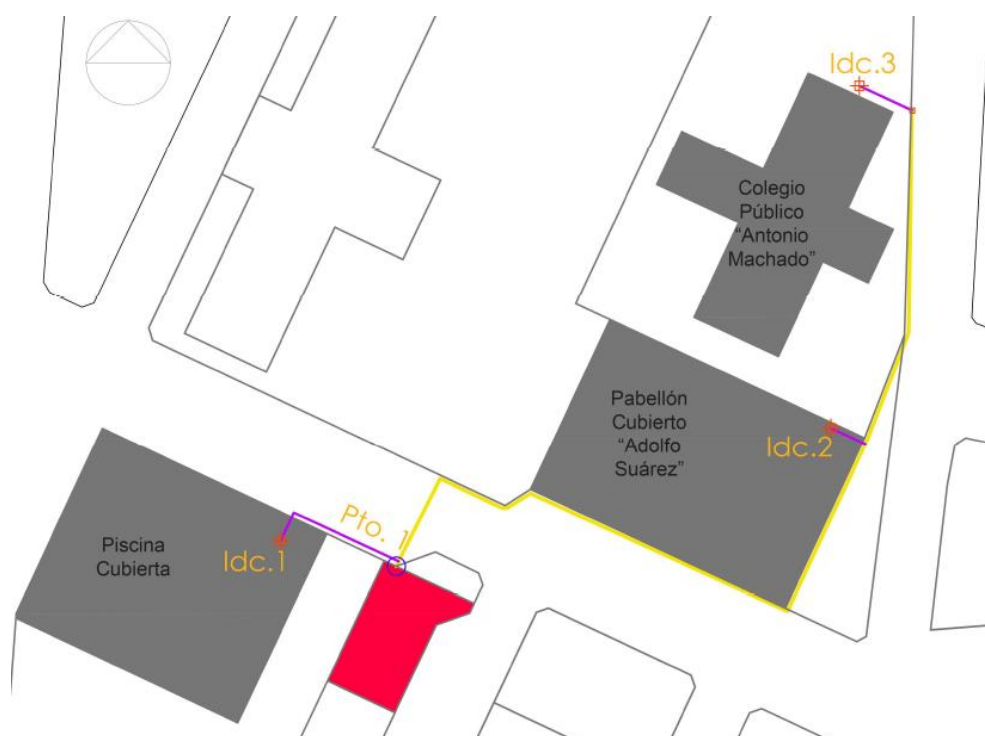 Idc.3
Colegio
Público
“Antonio
Machado”
Pabellón
Cubierto
“Adolfo
Suárez”
Idc.2
Pto. 1
Piscina
Cubierta
Idc.1